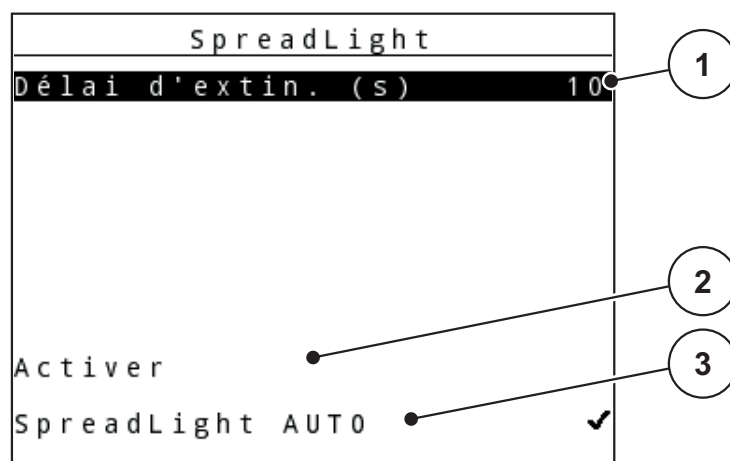 SpreadLight
Délai d'extin. (s) 10
1
2
Activer
3
SpreadLight AUTO ✔